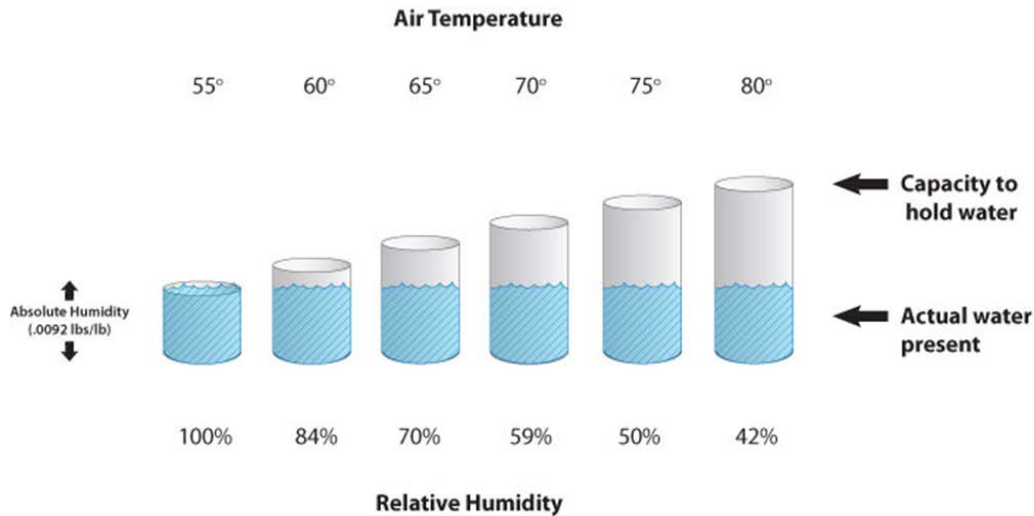 Air Temperature
55° 60° 65° 70° 75° 80°
Capacity to
hold water
Absolute Humidity
(.0092 lbs/lb)
Actual water
present
100% 84% 70% 59% 50% 42%
Relative Humidity